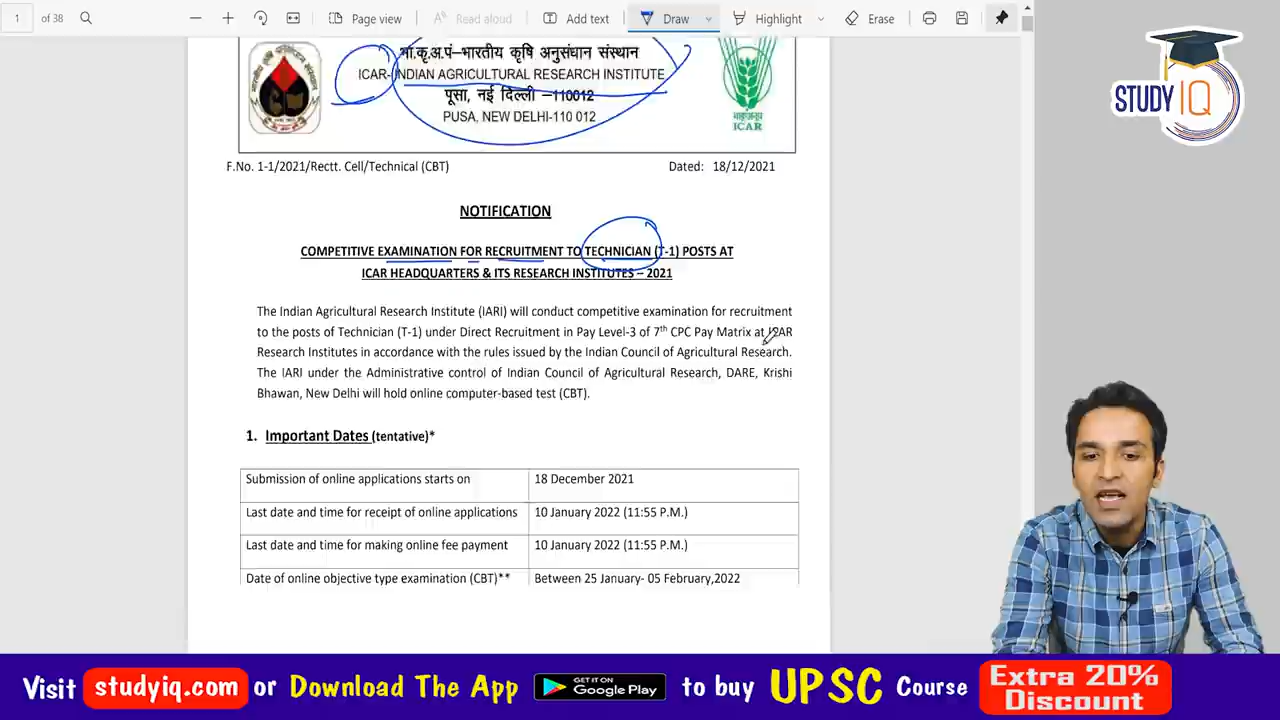 1 of 38 Page view Read aloud Add text Draw Highlight Erase
भा.कृ.अ.पं–भारतीय कृषि अनुसंधान संस्थान
ICAR-INDIAN AGRICULTURAL RESEARCH INSTITUTE
पूसा, नई दिल्ली –110012
PUSA, NEW DELHI-110 012
ICAR
STUDY IQ
F.No. 1-1/2021/Rectt. Cell/Technical (CBT) Dated: 18/12/2021
NOTIFICATION
COMPETITIVE EXAMINATION FOR RECRUITMENT TO TECHNICIAN (T-1) POSTS AT
ICAR HEADQUARTERS & ITS RESEARCH INSTITUTES – 2021
The Indian Agricultural Research Institute (IARI) will conduct competitive examination for recruitment
to the posts of Technician (T-1) under Direct Recruitment in Pay Level-3 of 7th CPC Pay Matrix at ICAR
Research Institutes in accordance with the rules issued by the Indian Council of Agricultural Research.
The IARI under the Administrative control of Indian Council of Agricultural Research, DARE, Krishi
Bhawan, New Delhi will hold online computer-based test (CBT).
1. Important Dates (tentative)*
Submission of online applications starts on 18 December 2021
Last date and time for receipt of online applications 10 January 2022 (11:55 P.M.)
Last date and time for making online fee payment 10 January 2022 (11:55 P.M.)
Date of online objective type examination (CBT)** Between 25 January- 05 February,2022
Visit studyiq.com or Download The App GET IT ON Google Play to buy UPSC Course Extra 20% Discount